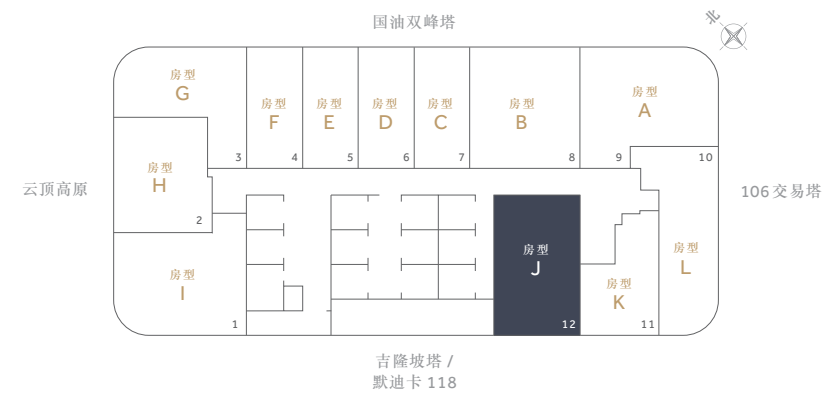 国油双峰塔
北
房型
G
房型
F
房型
E
房型
D
房型
C
房型
B
房型
A
3
4
5
6
7
8
9
10
房型
H
2
云顶高原
106交易塔
房型
I
1
房型
J
12
房型
K
11
房型
L
吉隆坡塔 /
默迪卡 118